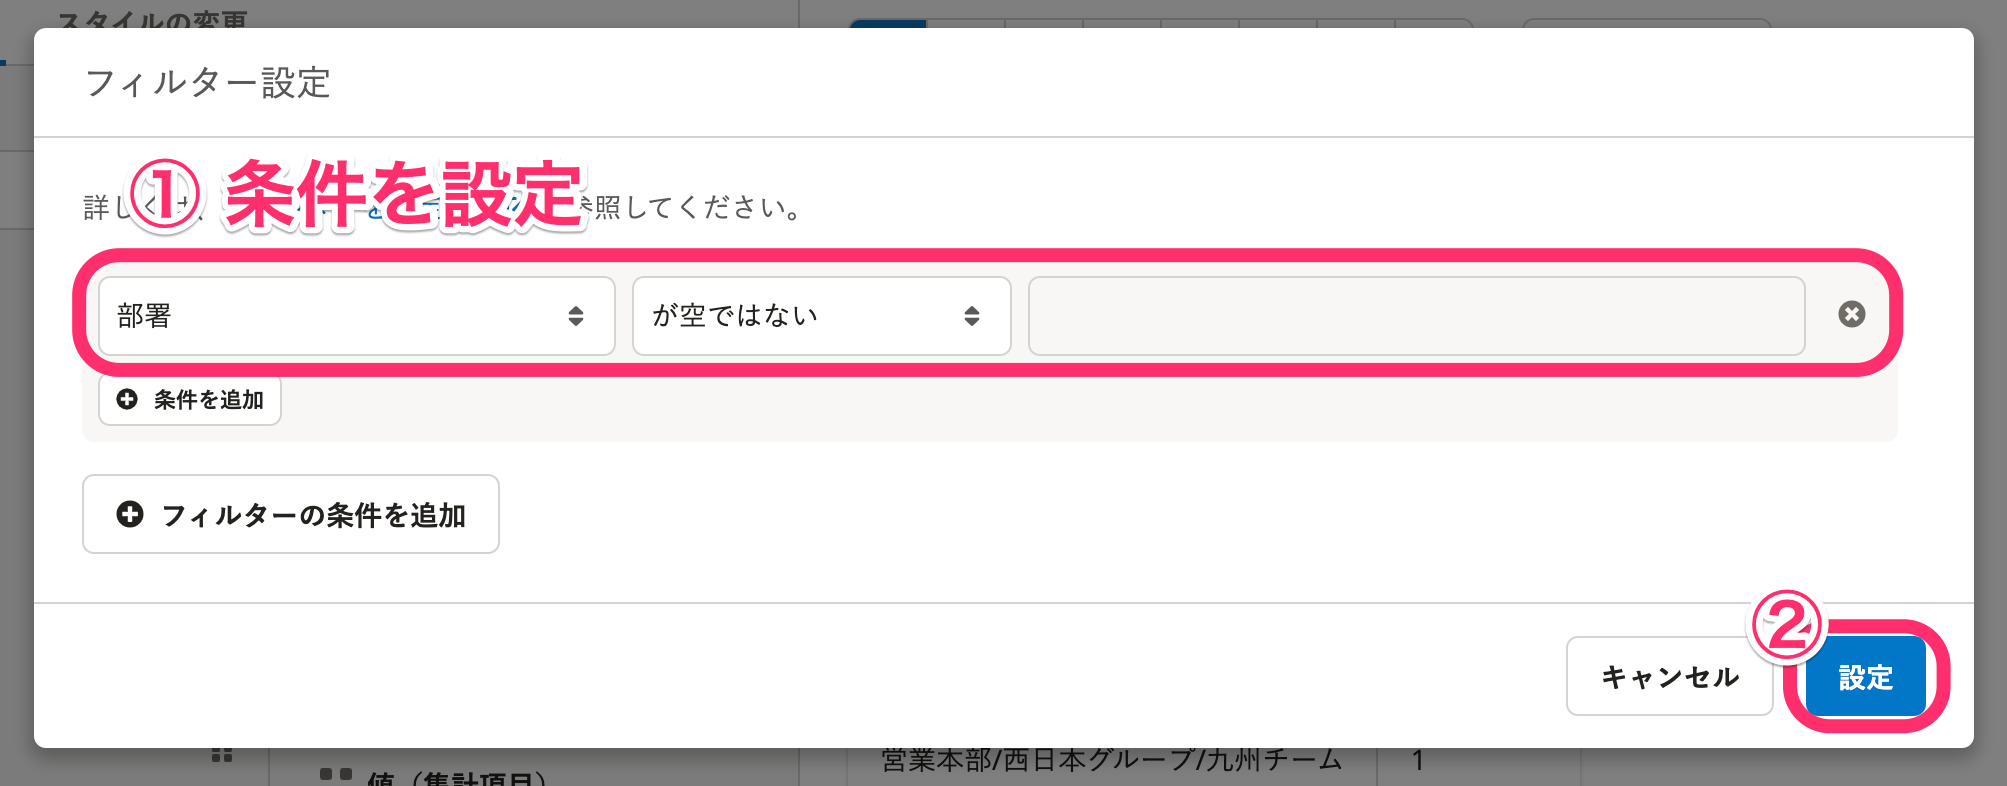 スタイルの変更
フィルター設定
① 条件を設定
詳しくは、 参照してください。
部署
が空ではない
条件を追加
フィルターの条件を追加
②
キャンセル
設定
営業本部/西日本グループ/九州チーム 1
値（集計項目）